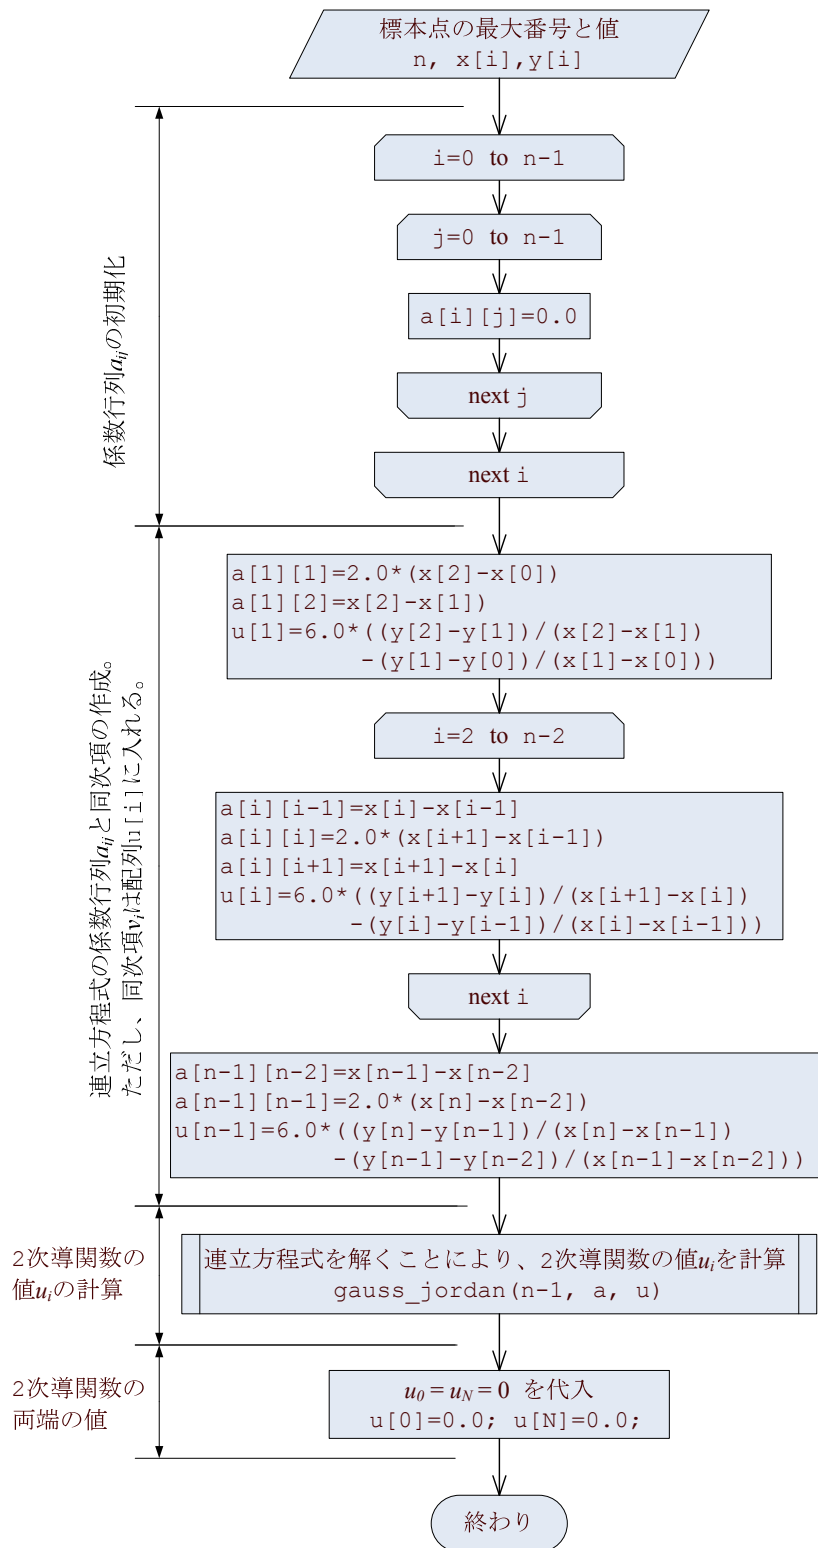 標本点の最大番号と値
n, x[i],y[i]
係数行列aijの初期化
i=0 to n-1
j=0 to n-1
a[i][j]=0.0
next j
next i
連立方程式の係数行列aijと同次項の作成。
ただし、同次項viは配列u[i]に入れる。
a[1][1]=2.0*(x[2]-x[0])
a[1][2]=x[2]-x[1])
u[1]=6.0*((y[2]-y[1])/(x[2]-x[1])
-(y[1]-y[0])/(x[1]-x[0]))
i=2 to n-2
a[i][i-1]=x[i]-x[i-1]
a[i][i]=2.0*(x[i+1]-x[i-1])
a[i][i+1]=x[i+1]-x[i]
u[i]=6.0*((y[i+1]-y[i])/(x[i+1]-x[i])
-(y[i]-y[i-1])/(x[i]-x[i-1]))
next i
a[n-1][n-2]=x[n-1]-x[n-2]
a[n-1][n-1]=2.0*(x[n]-x[n-2])
u[n-1]=6.0*((y[n]-y[n-1])/(x[n]-x[n-1])
-(y[n-1]-y[n-2])/(x[n-1]-x[n-2]))
2次導関数の
値uiの計算
連立方程式を解くことにより、2次導関数の値uiを計算
gauss_jordan(n-1, a, u)
2次導関数の
両端の値
u0=uN=0 を代入
u[0]=0.0; u[N]=0.0;
終わり